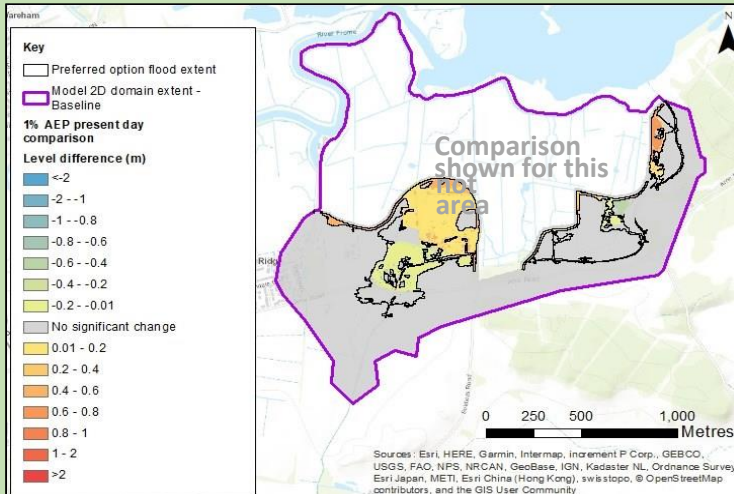 areham
River Frome
N
Key
Preferred option flood extent
Model 2D domain extent -
Baseline
1% AEP present day
comparison
Level difference (m)
<-2
-2 - -1
-1 - -0.8
-0.8 - -0.6
-0.6 - -0.4
-0.4 - -0.2
-0.2 - -0.01
No significant change
0.01 - 0.2
0.2 - 0.4
0.4 - 0.6
0.6 - 0.8
0.8 - 1
1 - 2
>2
Comparison
shown for this
not
area
Ridg
0 250 500 1,000
Metres
Sources: Esri, HERE, Garmin, Intermap, increment P Corp., GEBCO,
USGS, FAO, NPS, NRCAN, GeoBase, IGN, Kadaster NL, Ordnance Survey,
Esri Japan, METI, Esri China (Hong Kong), swisstopo, © OpenStreetMap
contributors, and the GIS User Community